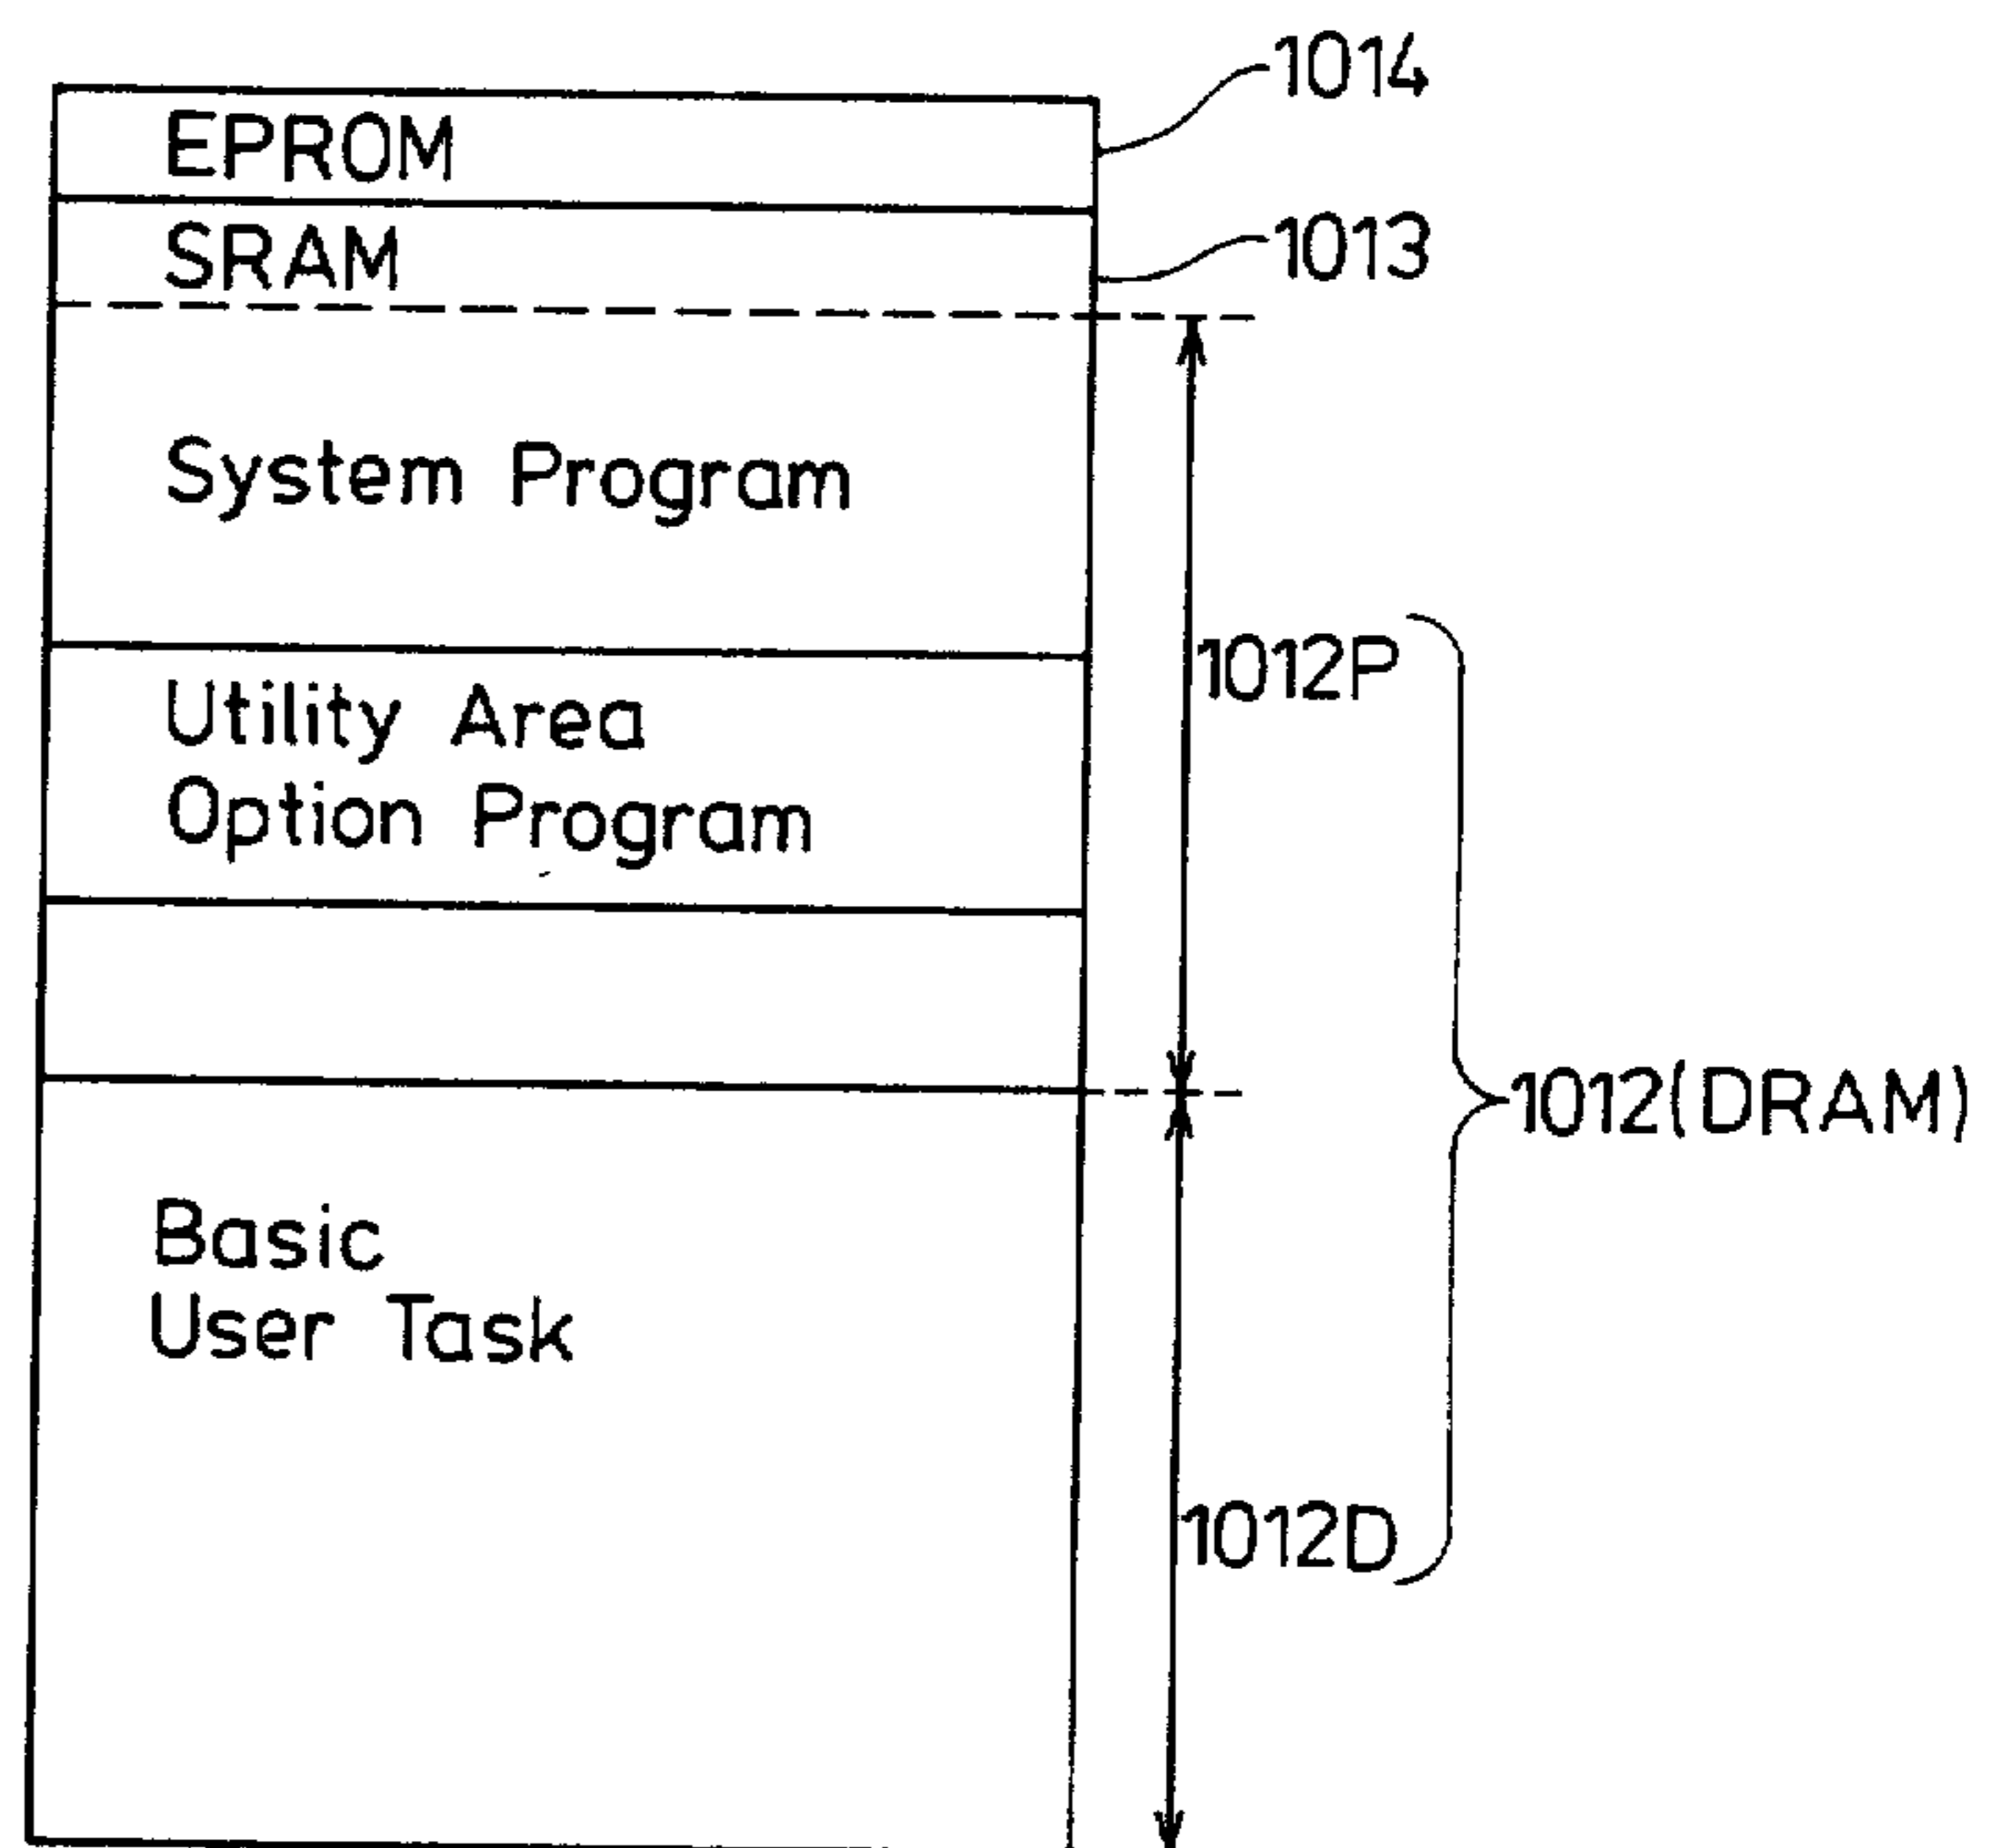 1014
EPROM
1013
SRAM
System Program
1012P
Utility Area
Option Program
1012(DRAM)
Basic
User Task
1012D